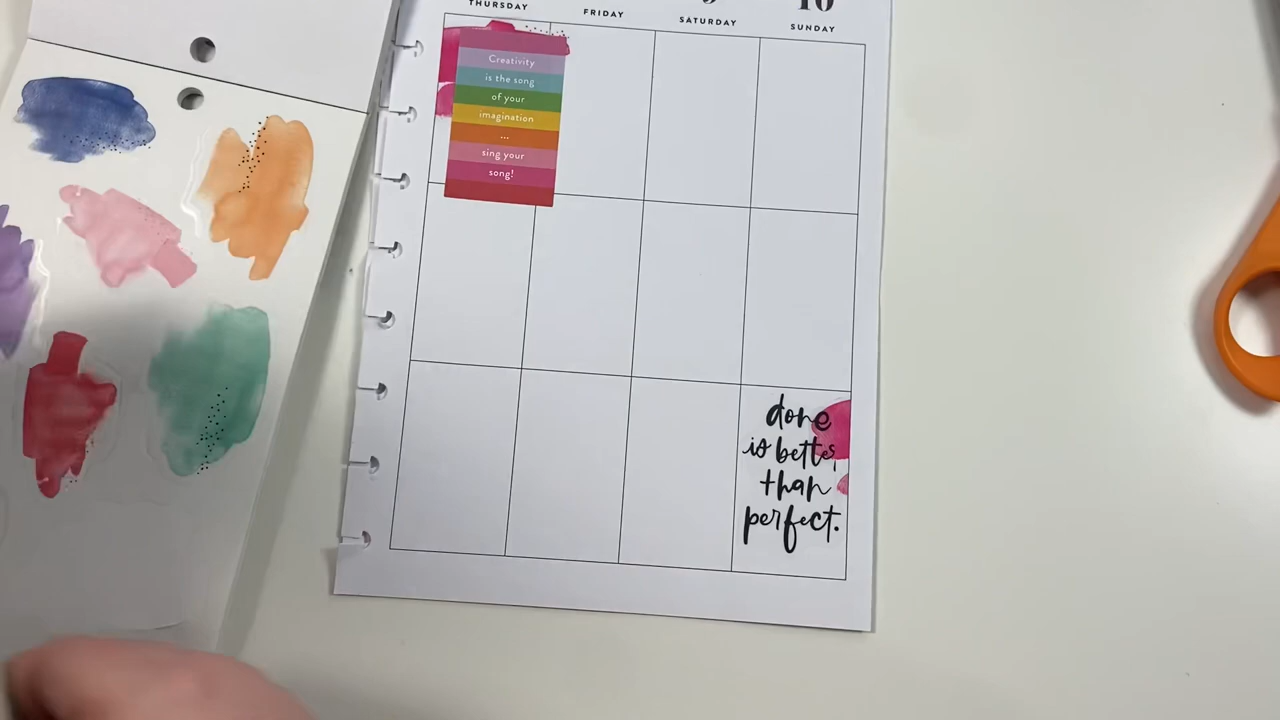 THURSDAY
FRIDAY
SATURDAY
SUNDAY
10
Creativity
is the song
of your
imagination
...
sing your
song!
done
is better
than
perfect.